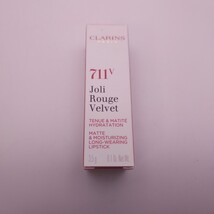 CLARINS
711V
Joli
Rouge
Velvet
TENUE & MATITÉ
HYDRATATION
MATTE
& MOISTURIZING
LONG-WEARING
LIPSTICK